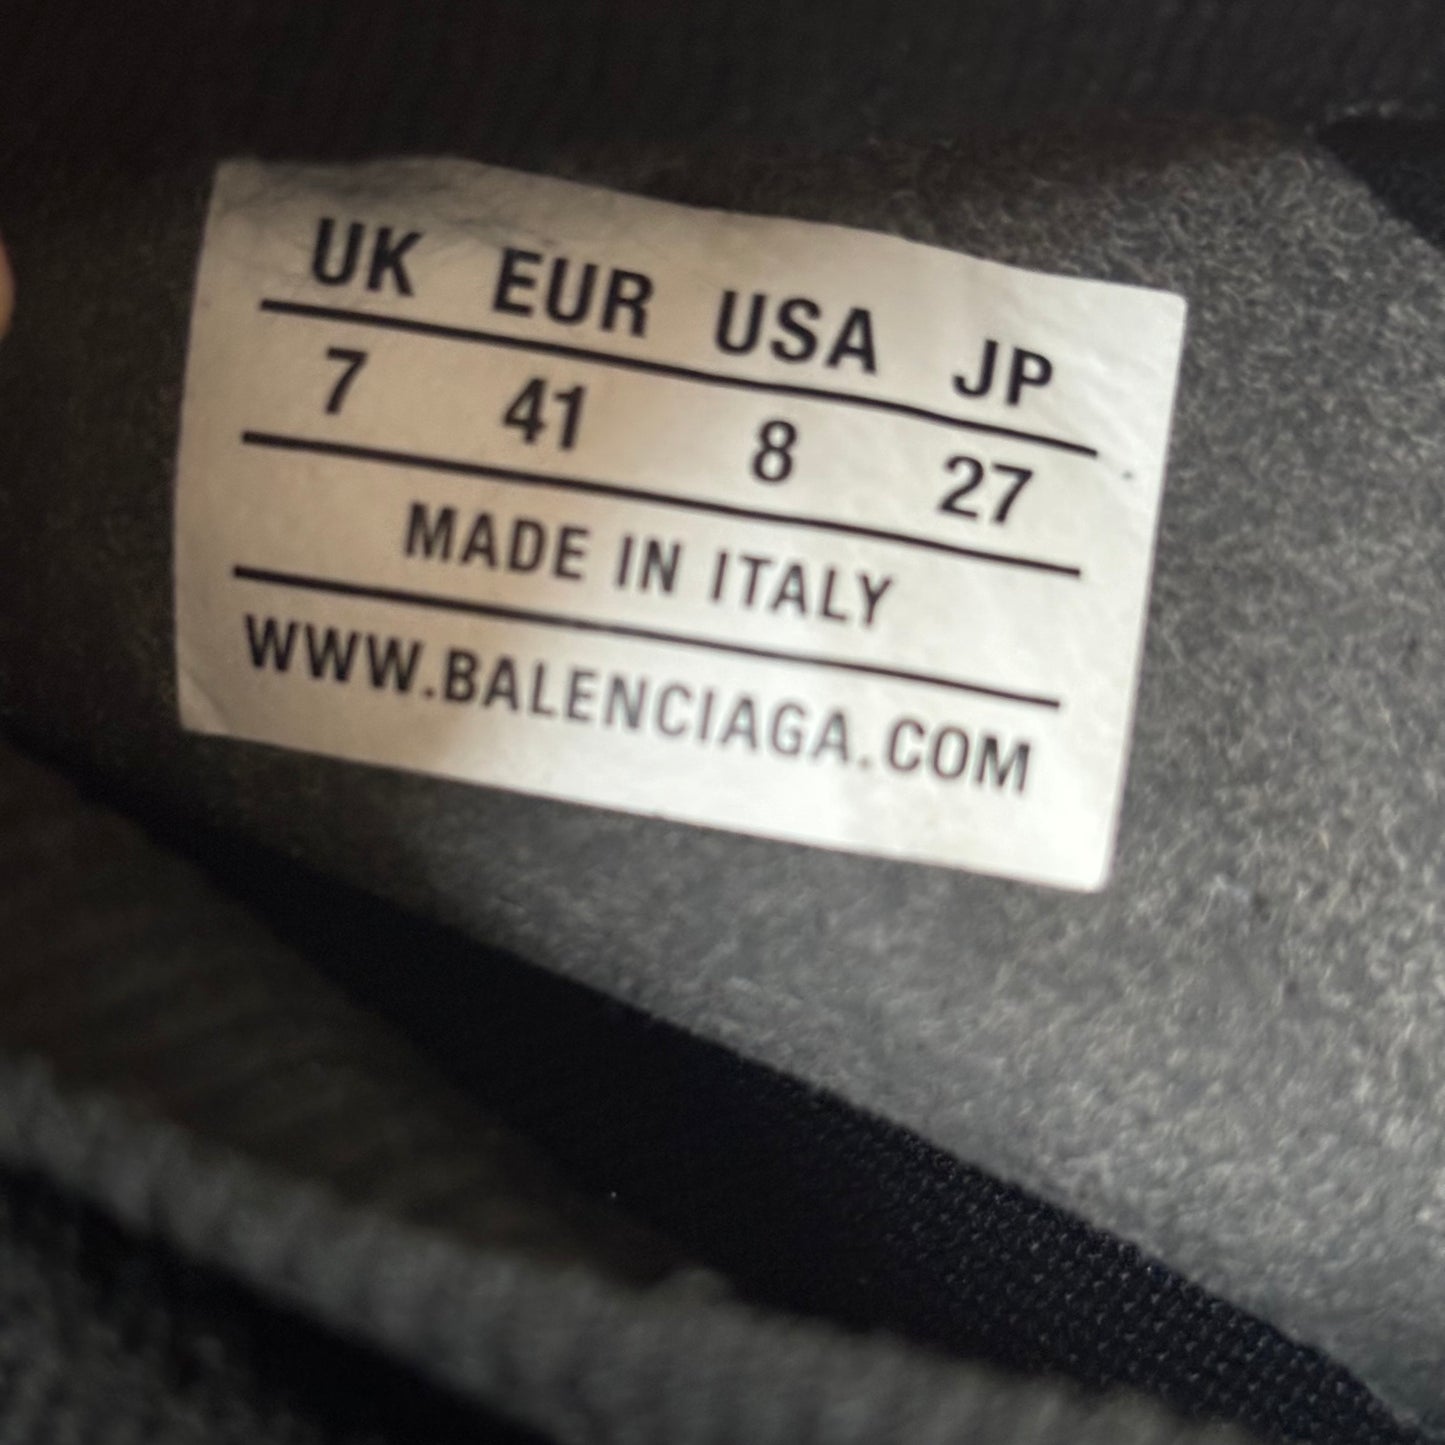 UK EUR USA JP
7 41 8 27
MADE IN ITALY
WWW.BALENCIAGA.COM